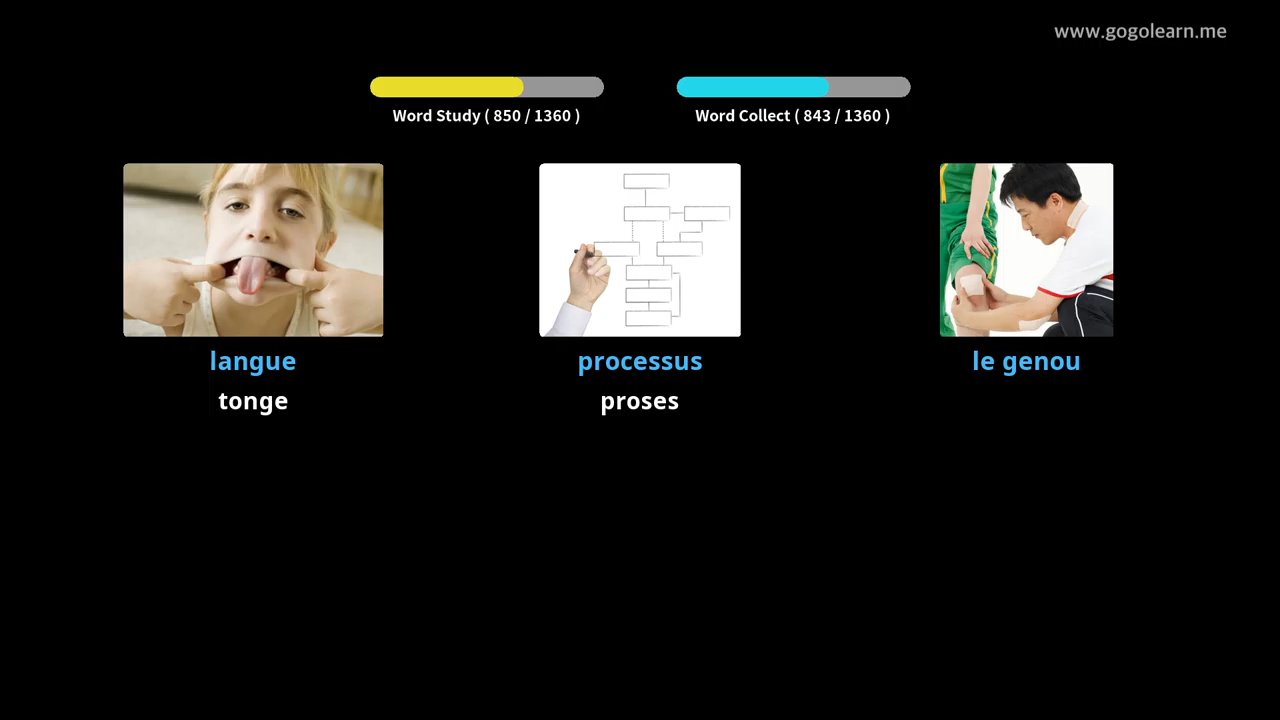 www.gogolearn.me
Word Study ( 850 / 1360 )
Word Collect ( 843 / 1360 )
langue
processus
le genou
tonge
proses